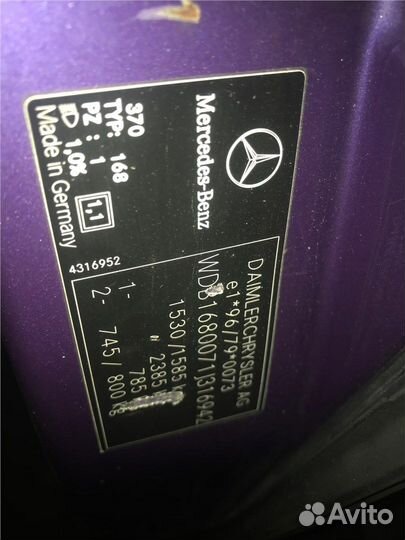 Mercedes-Benz
370
TYP: 168
PZ : 1
1,0%
Made in Germany
1,1
4316952
DAIMLERCHRYSLER AG
e1*96/79*0073
WDB1680071J316942
1530/1585
2385
1- 785
2- 745/800
Avito